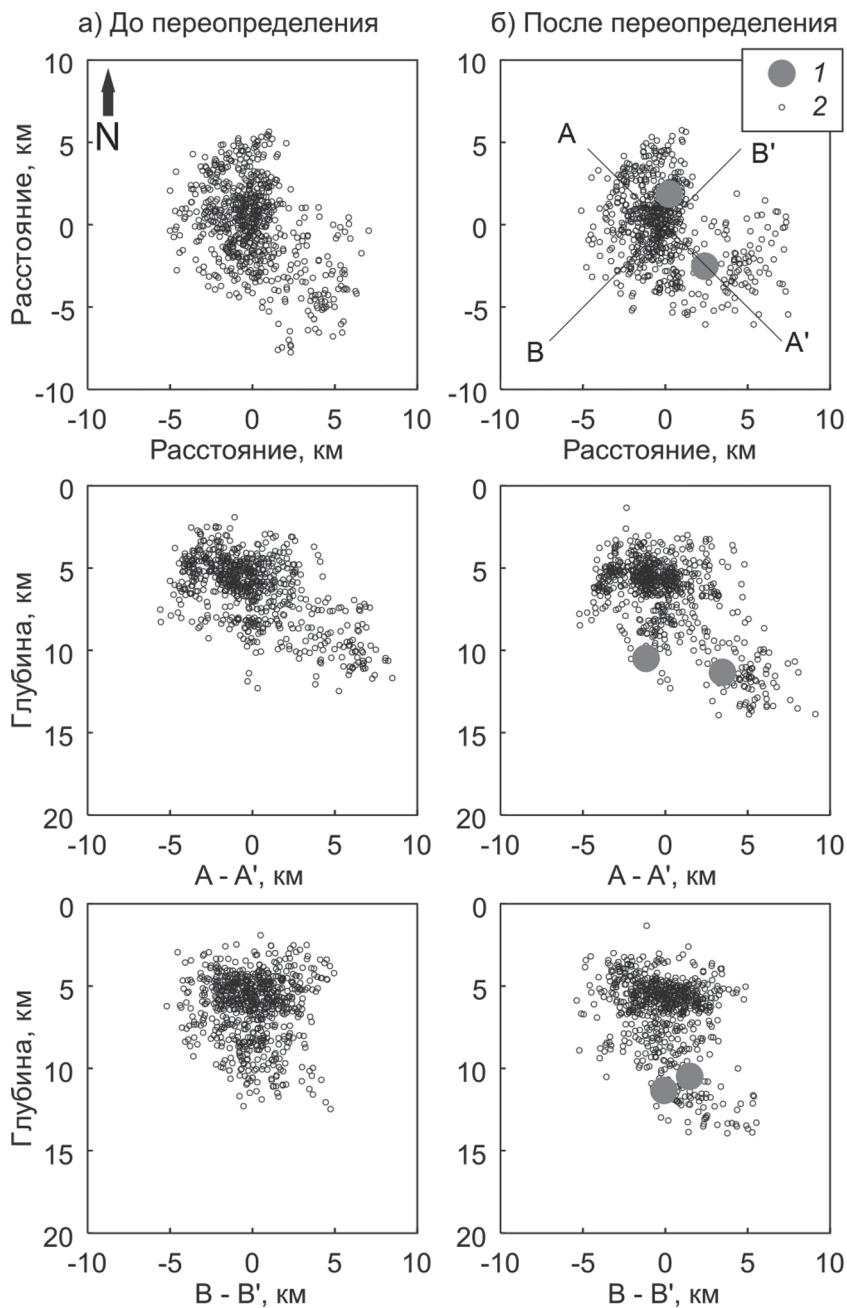 а) До переопределения
б) После переопределения
10
5
0
-5
-10
Расстояние, км
N
-10 -5 0 5 10
Расстояние, км
10
5
0
-5
-10
1
2
A
B'
B
A'
-10 -5 0 5 10
Расстояние, км
0
5
10
15
20
Глубина, км
-10 -5 0 5 10
A - A', км
0
5
10
15
20
-10 -5 0 5 10
A - A', км
0
5
10
15
20
Глубина, км
-10 -5 0 5 10
B - B', км
0
5
10
15
20
-10 -5 0 5 10
B - B', км